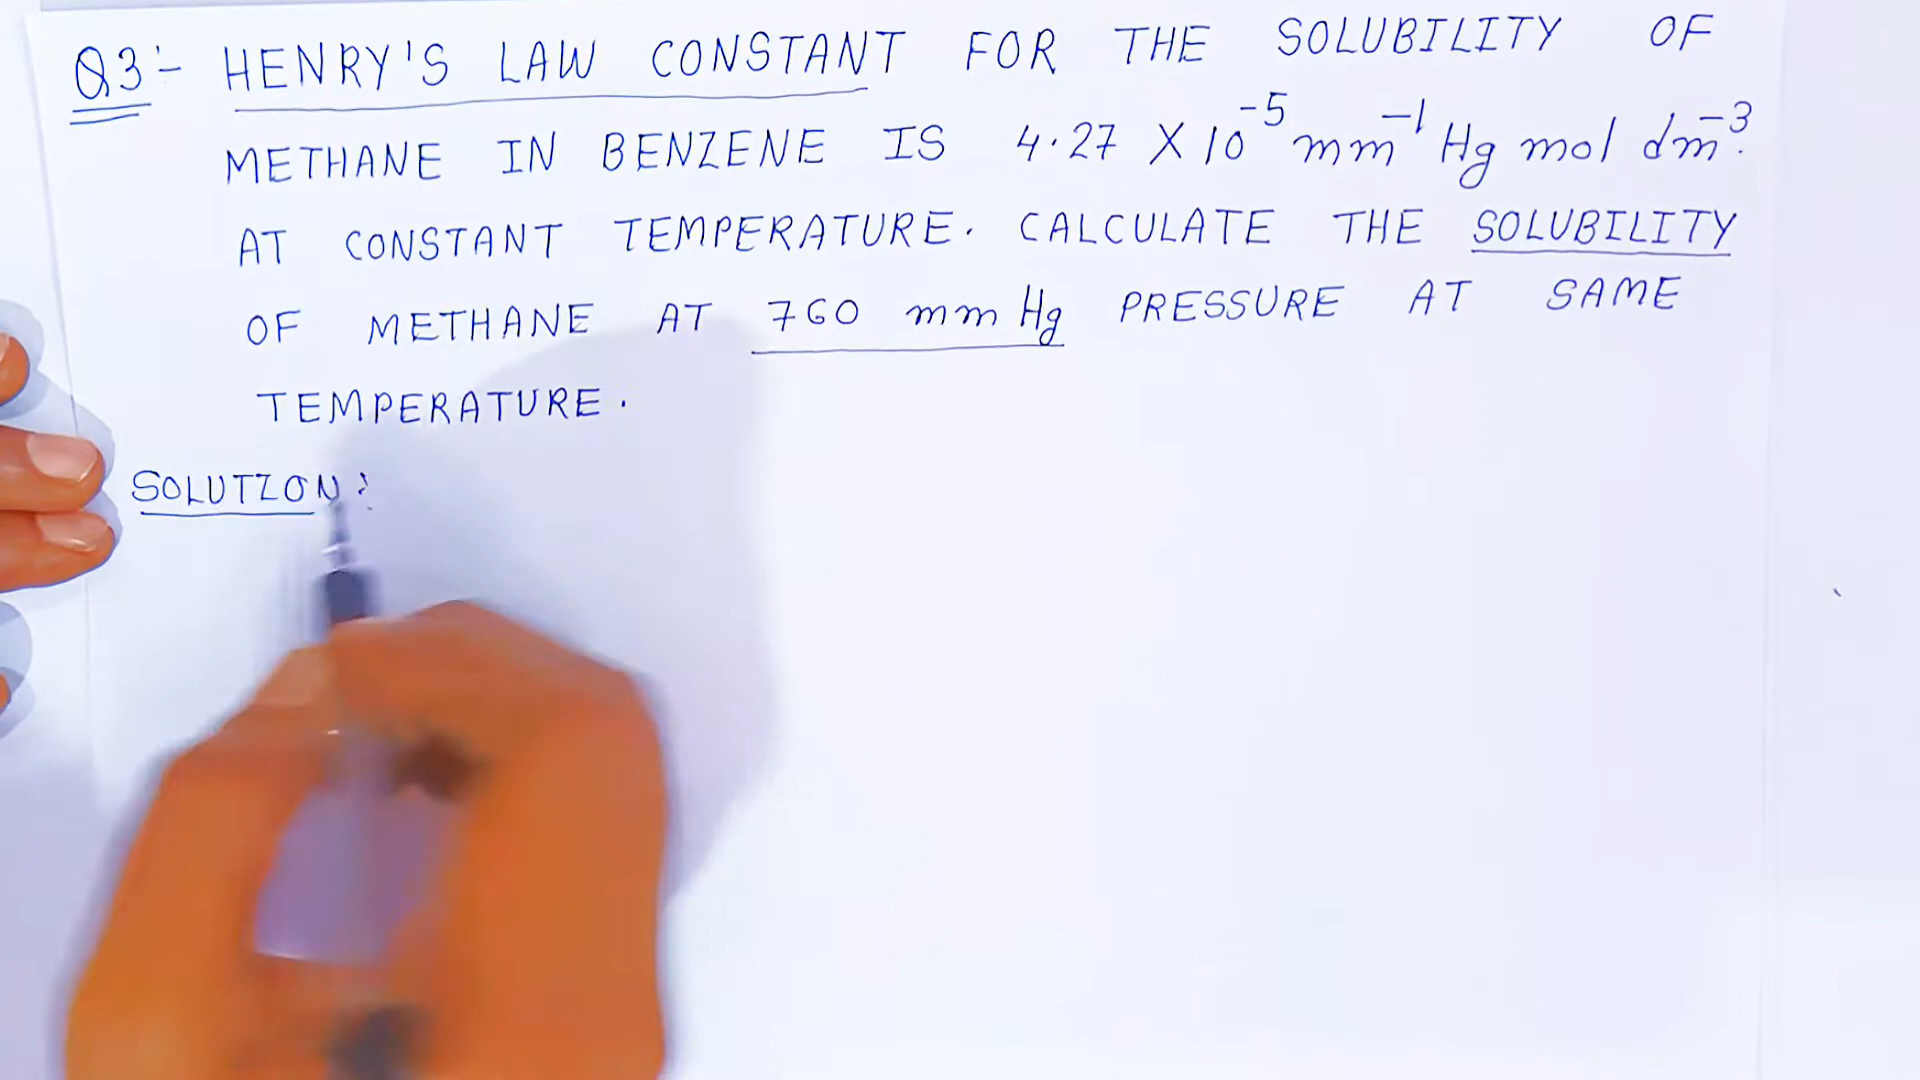 Q3:- HENRY'S LAW CONSTANT FOR THE SOLUBILITY OF
METHANE IN BENZENE IS 4.27 X 10⁻⁵ mm⁻¹ Hg mol dm⁻³.
AT CONSTANT TEMPERATURE. CALCULATE THE SOLUBILITY
OF METHANE AT 760 mm Hg PRESSURE AT SAME
TEMPERATURE.
SOLUTION: